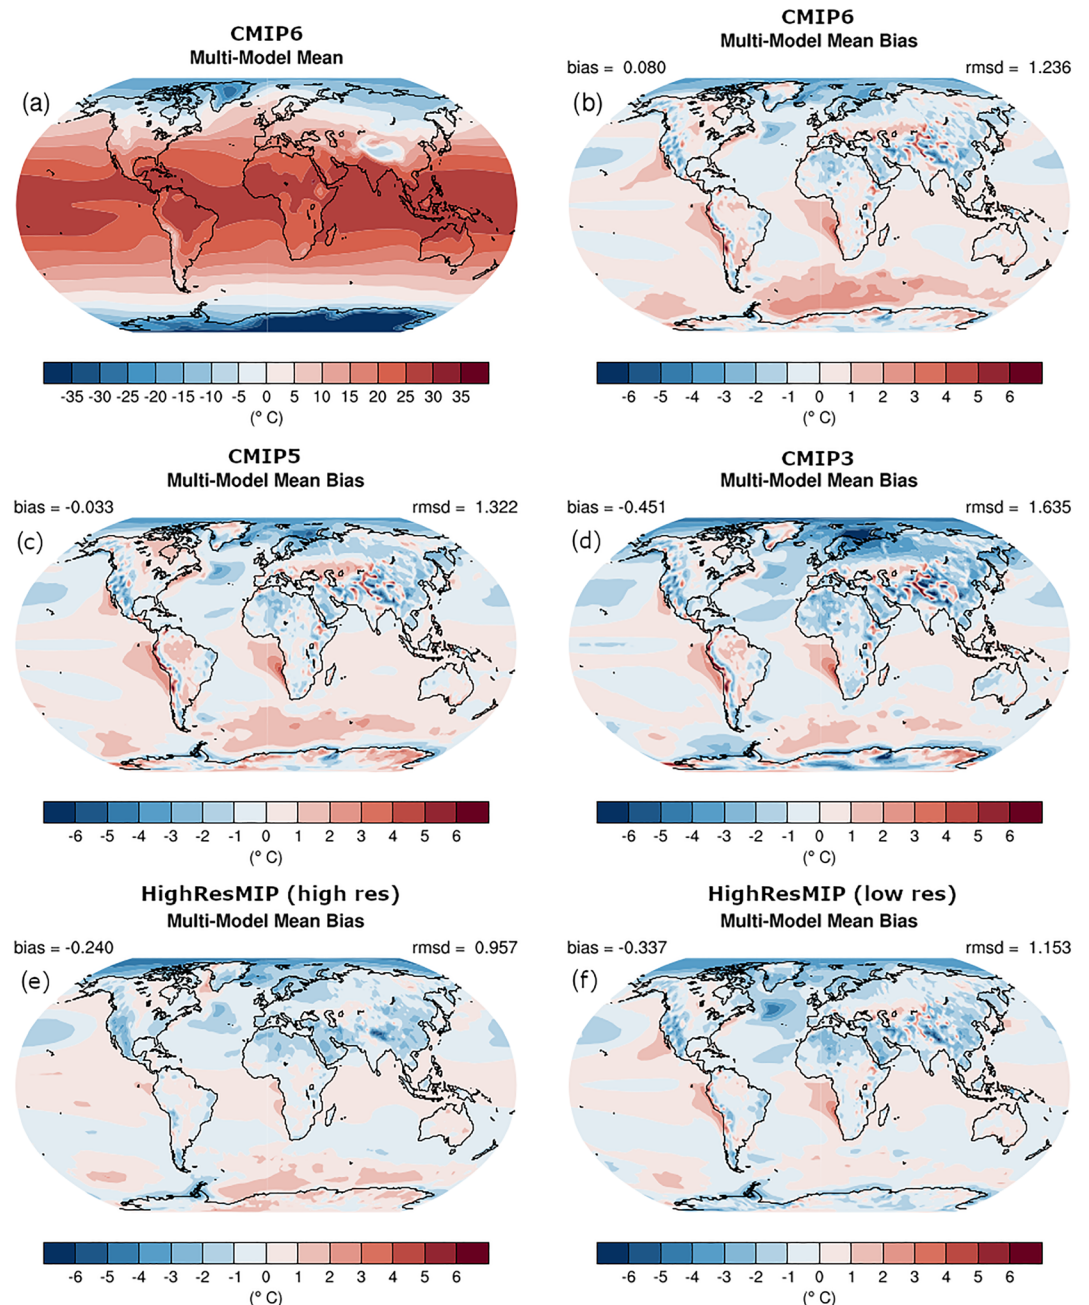 CMIP6
Multi-Model Mean
(a)
-35 -30 -25 -20 -15 -10 -5 0 5 10 15 20 25 30 35
(° C)
CMIP6
Multi-Model Mean Bias
bias = 0.080 rmsd = 1.236
(b)
-6 -5 -4 -3 -2 -1 0 1 2 3 4 5 6
(° C)
CMIP5
Multi-Model Mean Bias
bias = -0.033 rmsd = 1.322
(c)
-6 -5 -4 -3 -2 -1 0 1 2 3 4 5 6
(° C)
CMIP3
Multi-Model Mean Bias
bias = -0.451 rmsd = 1.635
(d)
-6 -5 -4 -3 -2 -1 0 1 2 3 4 5 6
(° C)
HighResMIP (high res)
Multi-Model Mean Bias
bias = -0.240 rmsd = 0.957
(e)
-6 -5 -4 -3 -2 -1 0 1 2 3 4 5 6
(° C)
HighResMIP (low res)
Multi-Model Mean Bias
bias = -0.337 rmsd = 1.153
(f)
-6 -5 -4 -3 -2 -1 0 1 2 3 4 5 6
(° C)